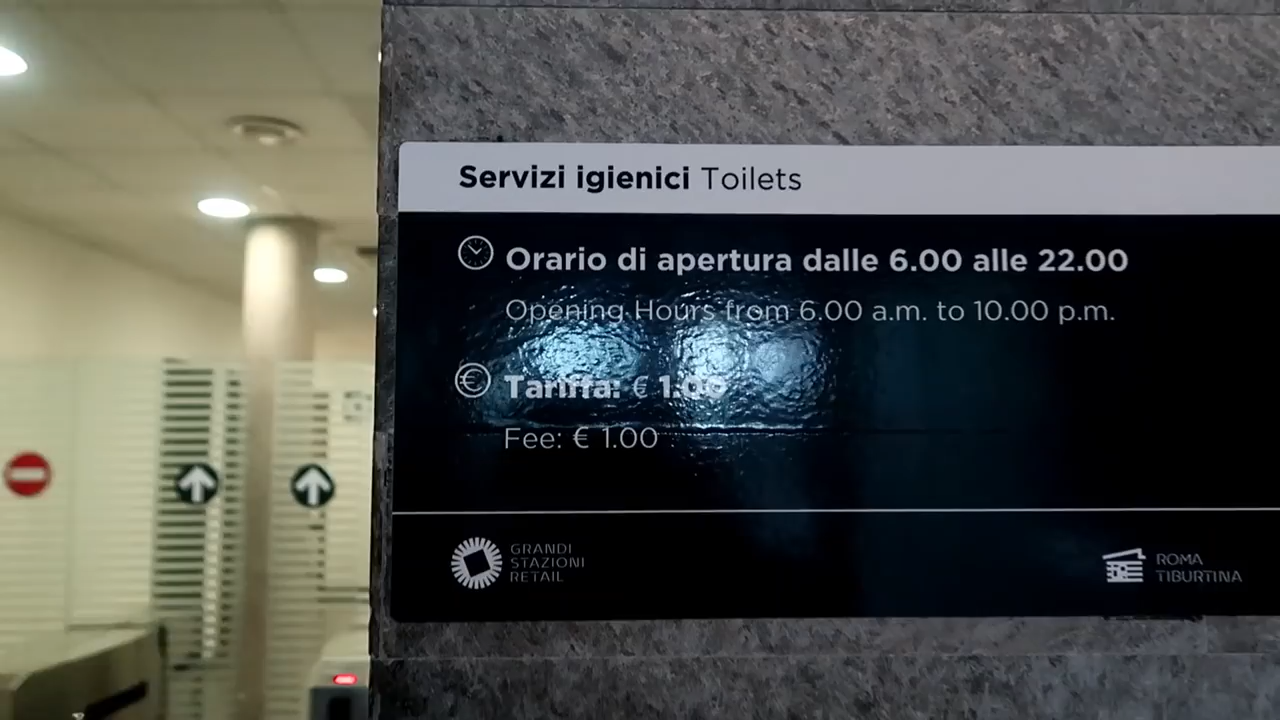 Servizi igienici Toilets
Orario di apertura dalle 6.00 alle 22.00
Opening Hours from 6.00 a.m. to 10.00 p.m.
Tariffa: € 1.00
Fee: € 1.00
GRANDI
STAZIONI
RETAIL
ROMA
TIBURTINA